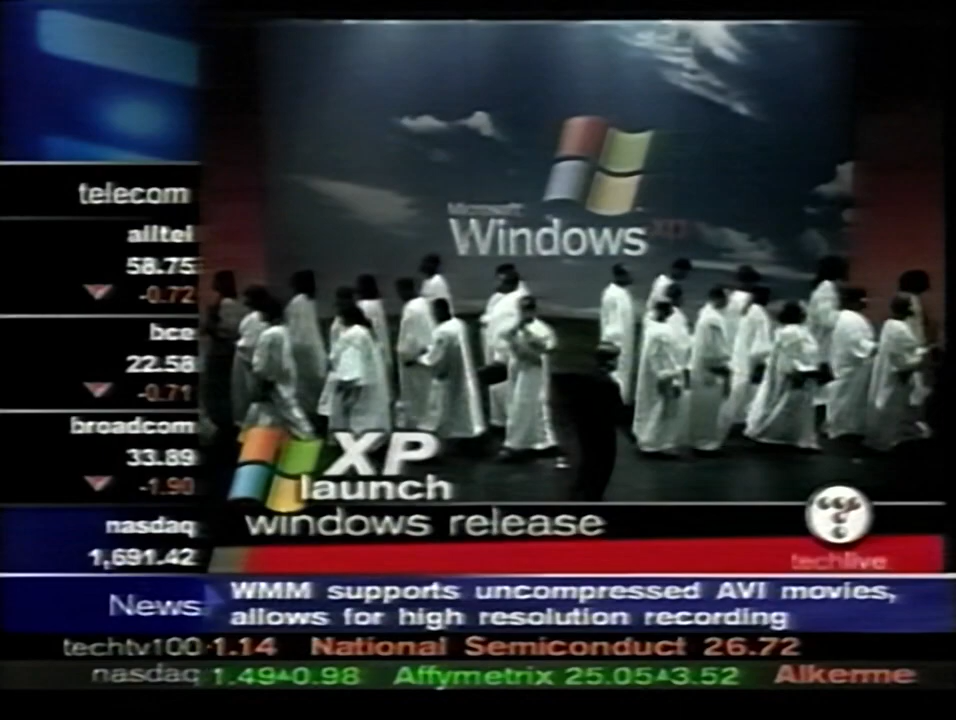 telecom
alltel
58.75
-0.72
bce
22.58
-0.71
broadcom
33.89
-1.90
nasdaq
1,691.42
Microsoft
Windows XP
XP
launch
windows release
techlive
News
WMM supports uncompressed AVI movies,
allows for high resolution recording
techtv100 1.14 National Semiconduct 26.72
nasdaq 1.49▲0.98 Affymetrix 25.05▲3.52 Alkerme